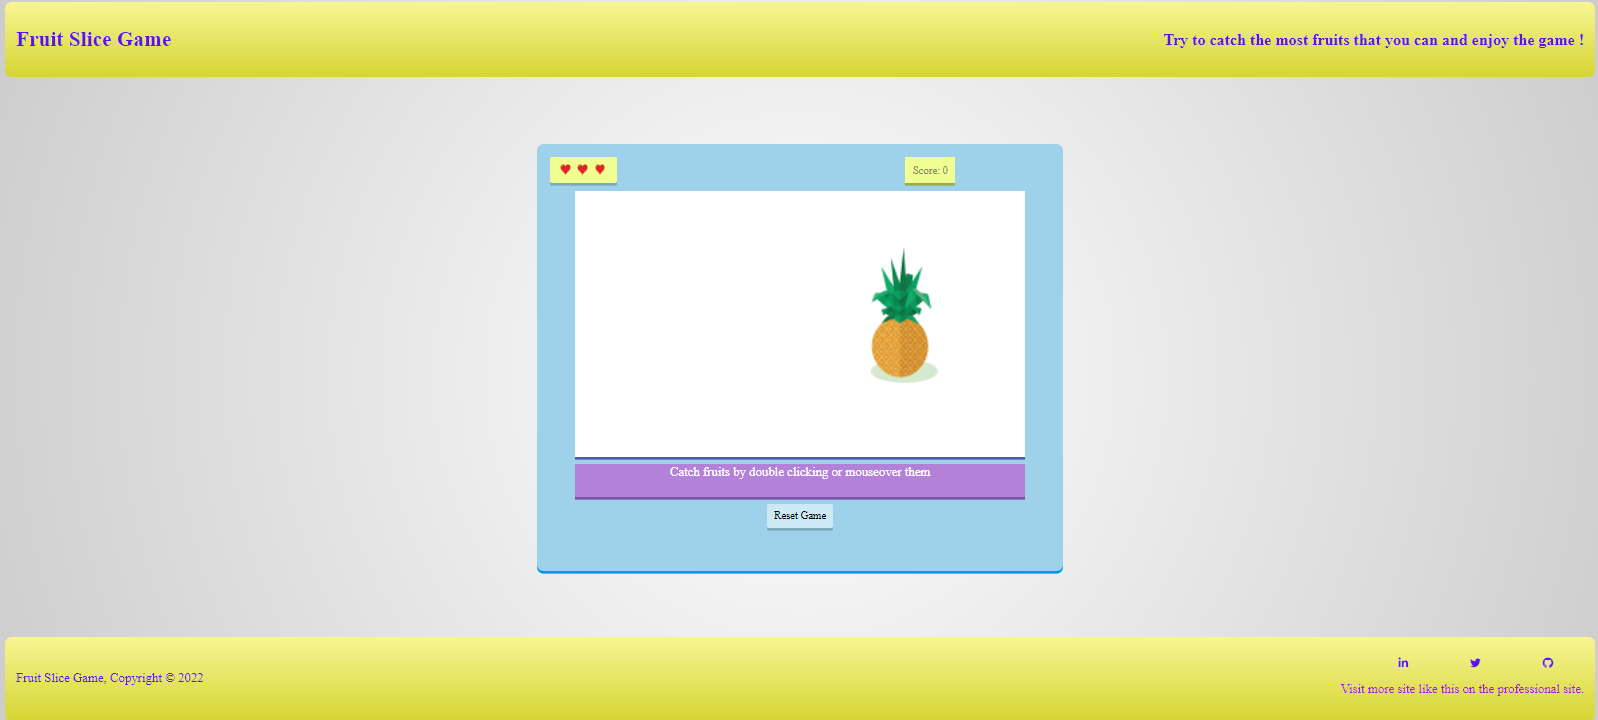 Fruit Slice Game
Try to catch the most fruits that you can and enjoy the game !
Score: 0
Catch fruits by double clicking or mouseover them
Reset Game
Fruit Slice Game, Copyright © 2022
in
Visit more site like this on the professional site.